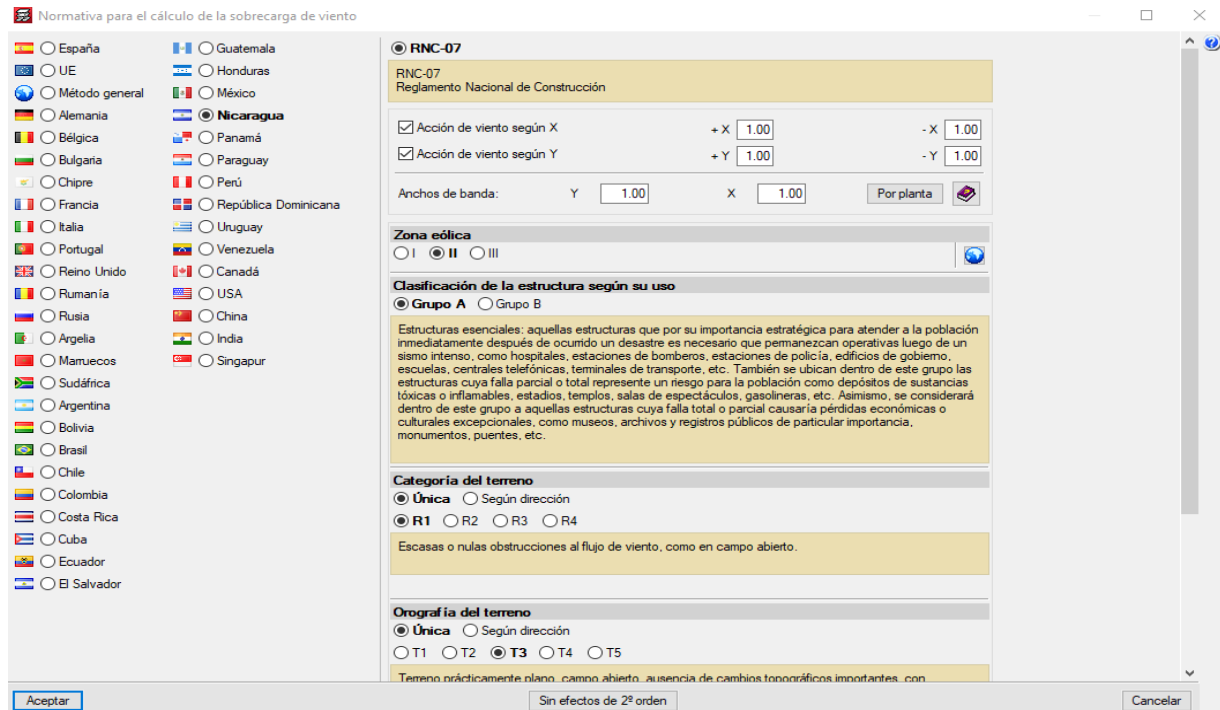 Normativa para el cálculo de la sobrecarga de viento
España
UE
Método general
Alemania
Bélgica
Bulgaria
Chipre
Francia
Italia
Portugal
Reino Unido
Rumanía
Rusia
Argelia
Marruecos
Sudáfrica
Argentina
Bolivia
Brasil
Chile
Colombia
Costa Rica
Cuba
Ecuador
El Salvador
Guatemala
Honduras
México
Nicaragua
Panamá
Paraguay
Perú
República Dominicana
Uruguay
Venezuela
Canadá
USA
China
India
Singapur
RNC-07
RNC-07
Reglamento Nacional de Construcción
Acción de viento según X + X 1.00 - X 1.00
Acción de viento según Y + Y 1.00 - Y 1.00
Anchos de banda: Y 1.00 X 1.00 Por planta
Zona eólica
I II III
Clasificación de la estructura según su uso
Grupo A Grupo B
Estructuras esenciales: aquellas estructuras que por su importancia estratégica para atender a la población
inmediatamente después de ocurrido un desastre es necesario que permanezcan operativas luego de un
sismo intenso, como hospitales, estaciones de bomberos, estaciones de policía, edificios de gobierno,
escuelas, centrales telefónicas, terminales de transporte, etc. También se ubican dentro de este grupo las
estructuras cuya falla parcial o total represente un riesgo para la población como depósitos de sustancias
tóxicas o inflamables, estadios, templos, salas de espectáculos, gasolineras, etc. Asimismo, se considerará
dentro de este grupo a aquellas estructuras cuya falla total o parcial causaría pérdidas económicas o
culturales excepcionales, como museos, archivos y registros públicos de particular importancia,
monumentos, puentes, etc.
Categoría del terreno
Única Según dirección
R1 R2 R3 R4
Escasas o nulas obstrucciones al flujo de viento, como en campo abierto.
Orografía del terreno
Única Según dirección
T1 T2 T3 T4 T5
Terreno prácticamente plano, campo abierto, ausencia de cambios topográficos importantes, con
Aceptar Sin efectos de 2º orden Cancelar